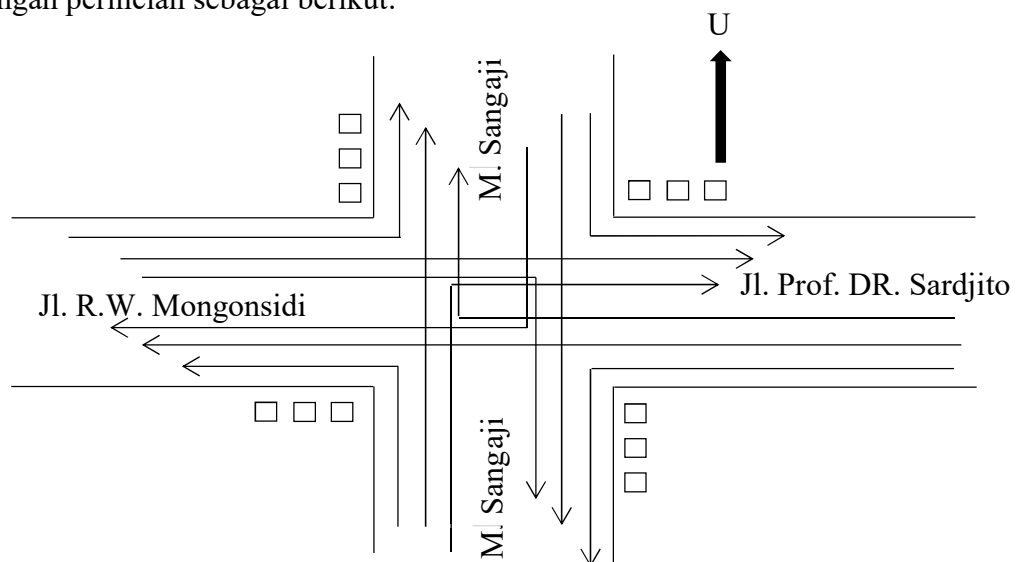 ngan perincian sebagai berikut:
U
M. Sangaji
Jl. Prof. DR. Sardjito
Jl. R.W. Mongonsidi
M. Sangaji